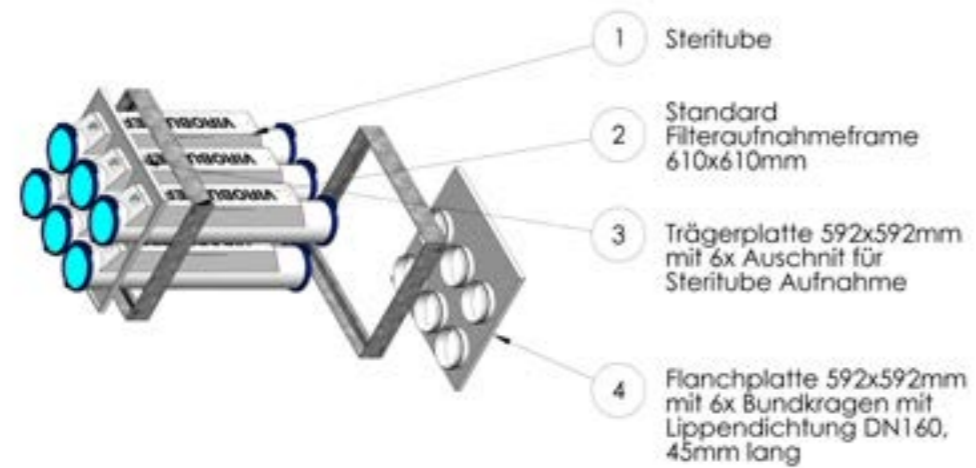 1 Steritube
2 Standard
Filteraufnahmeframe
610x610mm
3 Trägerplatte 592x592mm
mit 6x Auschnit für
Steritube Aufnahme
4 Flanchplatte 592x592mm
mit 6x Bundkragen mit
Lippendichtung DN160,
45mm lang